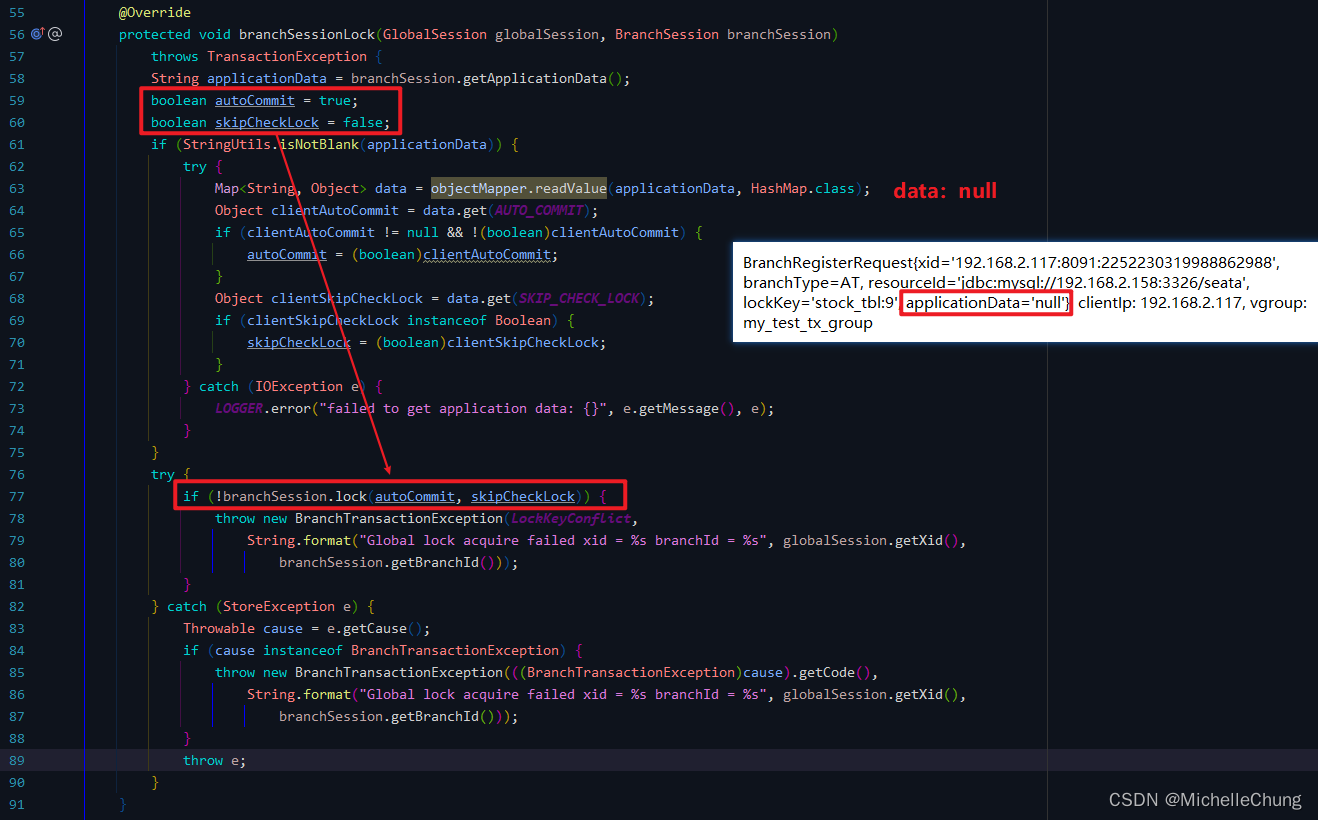 55 @Override
56 @ protected void branchSessionLock(GlobalSession globalSession, BranchSession branchSession)
57 throws TransactionException {
58 String applicationData = branchSession.getApplicationData();
59 boolean autoCommit = true;
60 boolean skipCheckLock = false;
61 if (StringUtils.isNotBlank(applicationData)) {
62 try {
63 Map<String, Object> data = objectMapper.readValue(applicationData, HashMap.class); data: null
64 Object clientAutoCommit = data.get(AUTO_COMMIT);
65 if (clientAutoCommit != null && !(boolean)clientAutoCommit) {
66 autoCommit = (boolean)clientAutoCommit;
67 }
68 Object clientSkipCheckLock = data.get(SKIP_CHECK_LOCK);
69 if (clientSkipCheckLock instanceof Boolean) {
70 skipCheckLock = (boolean)clientSkipCheckLock;
71 }
72 } catch (IOException e) {
73 LOGGER.error("failed to get application data: {}", e.getMessage(), e);
74 }
75 }
76 try {
77 if (!branchSession.lock(autoCommit, skipCheckLock)) {
78 throw new BranchTransactionException(LockKeyConflict,
79 String.format("Global lock acquire failed xid = %s branchId = %s", globalSession.getXid(),
80 branchSession.getBranchId()));
81 }
82 } catch (StoreException e) {
83 Throwable cause = e.getCause();
84 if (cause instanceof BranchTransactionException) {
85 throw new BranchTransactionException(((BranchTransactionException)cause).getCode(),
86 String.format("Global lock acquire failed xid = %s branchId = %s", globalSession.getXid(),
87 branchSession.getBranchId()));
88 }
89 throw e;
90 }
91 }
BranchRegisterRequest{xid='192.168.2.117:8091:2252230319988862988',
branchType=AT, resourceId='jdbc:mysql://192.168.2.158:3326/seata',
lockKey='stock_tbl:9', applicationData='null'} clientIp: 192.168.2.117, vgroup:
my_test_tx_group
CSDN @MichelleChung